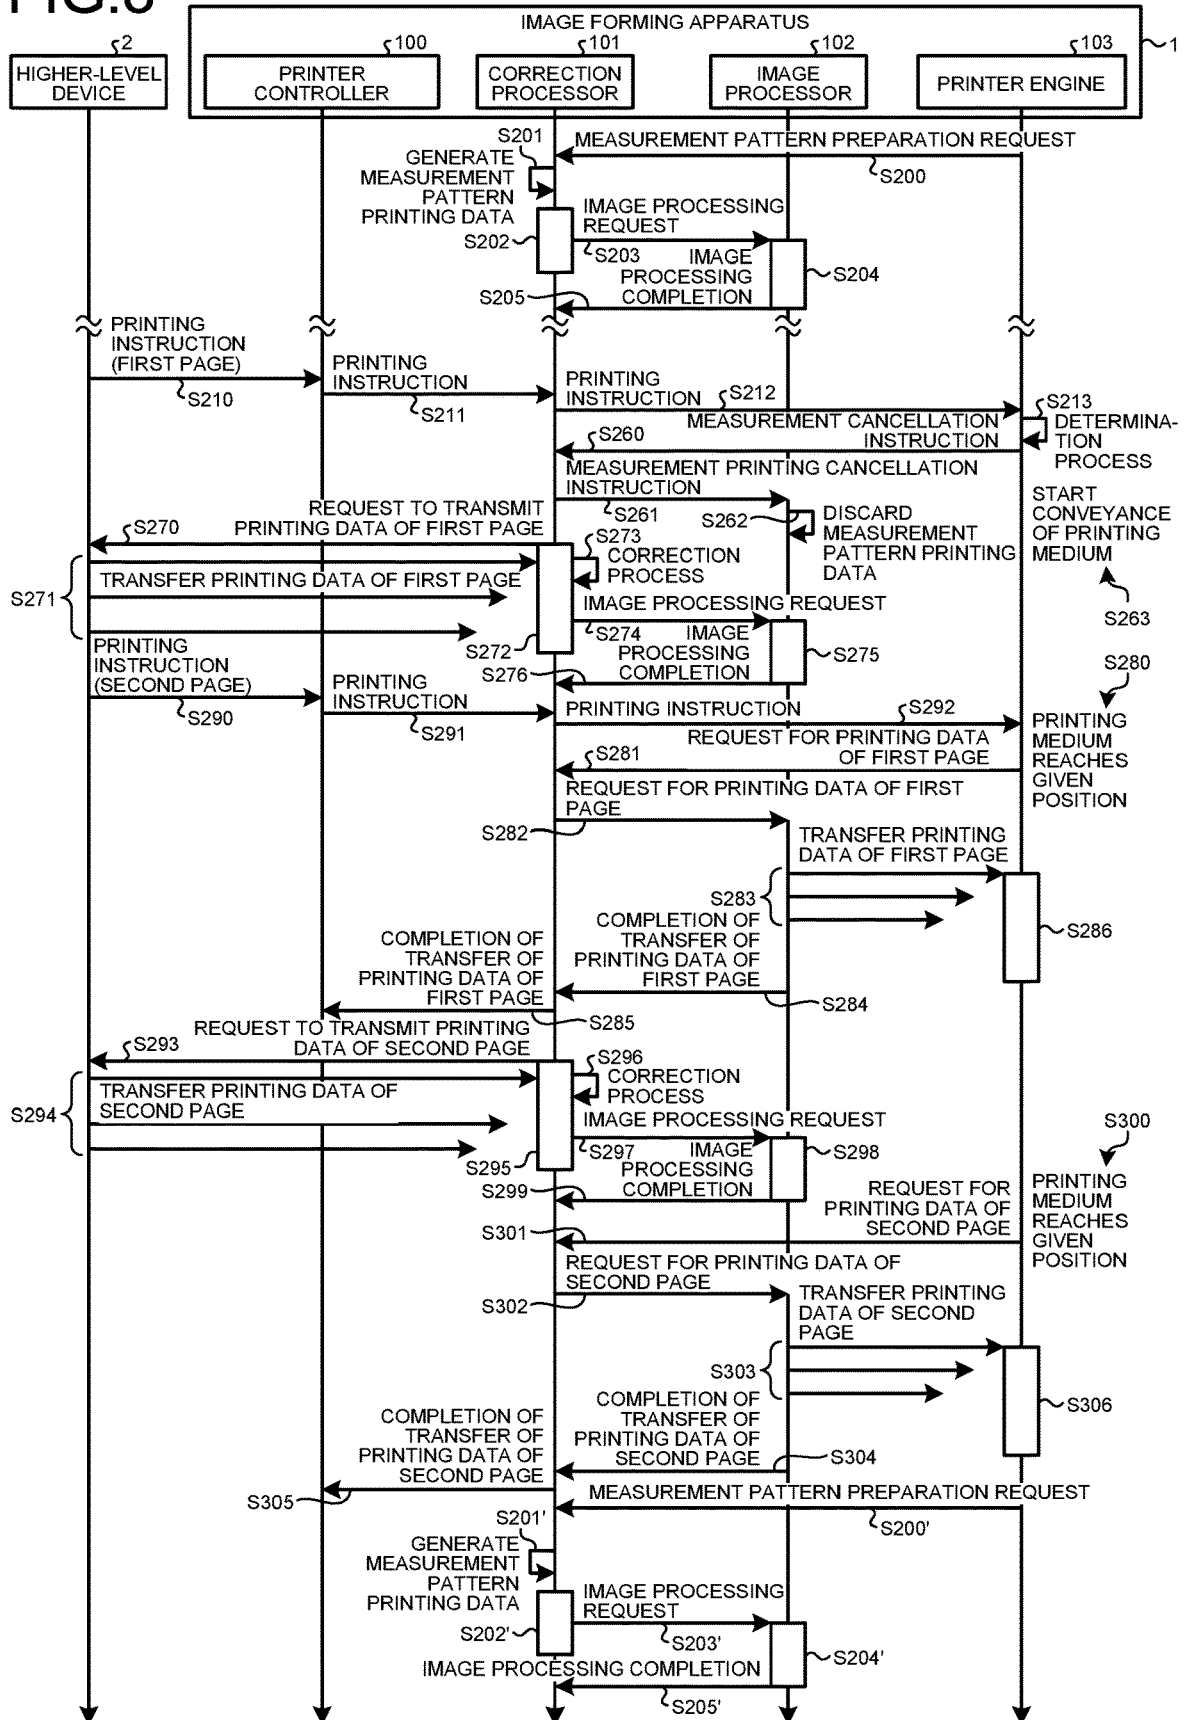 FIG.8
IMAGE FORMING APPARATUS
1
2
100
101
102
103
HIGHER-LEVEL
DEVICE
PRINTER
CONTROLLER
CORRECTION
PROCESSOR
IMAGE
PROCESSOR
PRINTER ENGINE
MEASUREMENT PATTERN PREPARATION REQUEST
S200
S201
GENERATE
MEASUREMENT
PATTERN
PRINTING DATA
S202
IMAGE PROCESSING
REQUEST
S203
IMAGE
PROCESSING
COMPLETION
S204
S205
PRINTING
INSTRUCTION
(FIRST PAGE)
S210
PRINTING
INSTRUCTION
S211
PRINTING
INSTRUCTION
S212
S213
DETERMINA-
TION
PROCESS
MEASUREMENT CANCELLATION
INSTRUCTION
S260
MEASUREMENT PRINTING CANCELLATION
INSTRUCTION
S261
S262
DISCARD
MEASUREMENT
PATTERN PRINTING
DATA
START
CONVEYANCE
OF PRINTING
MEDIUM
S263
REQUEST TO TRANSMIT
PRINTING DATA OF FIRST PAGE
S270
S271
TRANSFER PRINTING DATA OF FIRST PAGE
S272
S273
CORRECTION
PROCESS
IMAGE PROCESSING REQUEST
S274
IMAGE
PROCESSING
COMPLETION
S275
S276
S280
PRINTING
MEDIUM
REACHES
GIVEN
POSITION
PRINTING
INSTRUCTION
(SECOND PAGE)
S290
PRINTING
INSTRUCTION
S291
PRINTING INSTRUCTION
S292
REQUEST FOR PRINTING DATA
OF FIRST PAGE
S281
REQUEST FOR PRINTING DATA OF FIRST
PAGE
S282
TRANSFER PRINTING
DATA OF FIRST PAGE
S283
S286
COMPLETION OF
TRANSFER OF
PRINTING DATA OF
FIRST PAGE
S284
COMPLETION OF
TRANSFER OF
PRINTING DATA OF
FIRST PAGE
S285
REQUEST TO TRANSMIT PRINTING
DATA OF SECOND PAGE
S293
S294
TRANSFER PRINTING DATA OF
SECOND PAGE
S295
S296
CORRECTION
PROCESS
IMAGE PROCESSING REQUEST
S297
IMAGE
PROCESSING
COMPLETION
S298
S299
S300
PRINTING
MEDIUM
REACHES
GIVEN
POSITION
REQUEST FOR
PRINTING DATA OF
SECOND PAGE
S301
REQUEST FOR PRINTING DATA OF
SECOND PAGE
S302
TRANSFER PRINTING
DATA OF SECOND
PAGE
S303
S306
COMPLETION OF
TRANSFER OF
PRINTING DATA OF
SECOND PAGE
S304
COMPLETION OF
TRANSFER OF
PRINTING DATA OF
SECOND PAGE
S305
MEASUREMENT PATTERN PREPARATION REQUEST
S200'
S201'
GENERATE
MEASUREMENT
PATTERN
PRINTING DATA
S202'
IMAGE PROCESSING
REQUEST
S203'
S204'
IMAGE PROCESSING COMPLETION
S205'